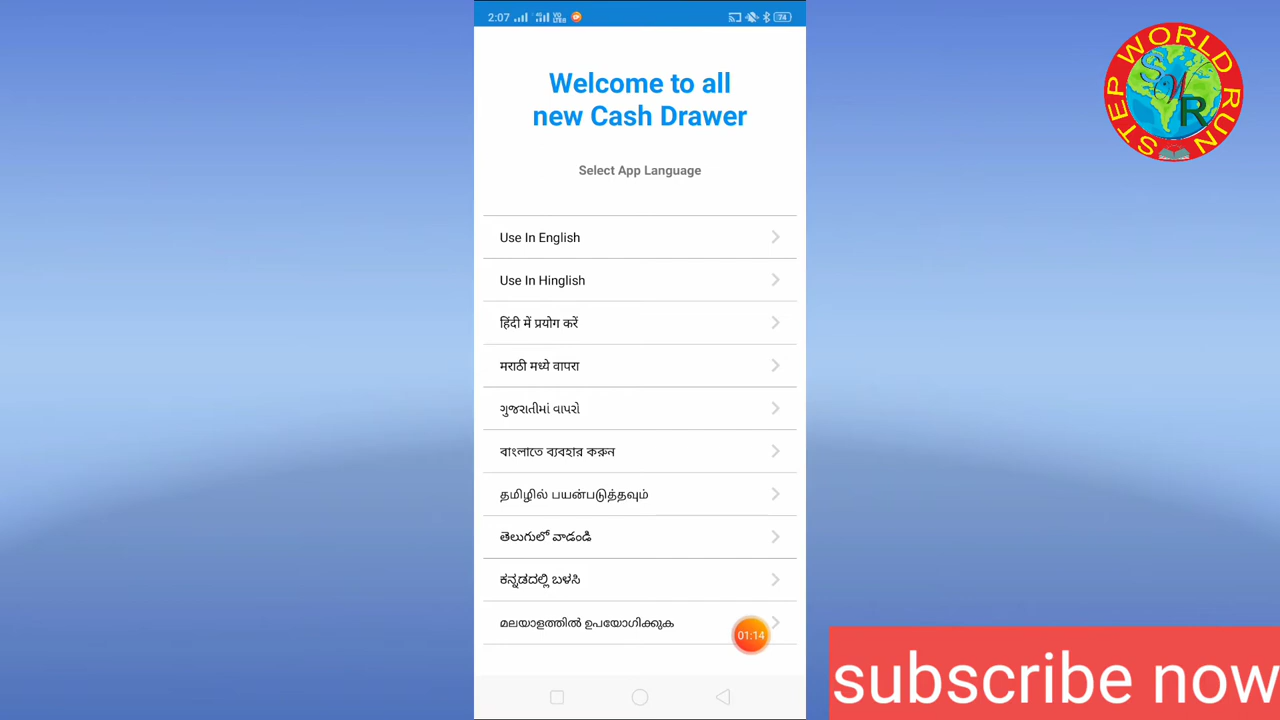 2:07
74
Welcome to all
new Cash Drawer
Select App Language
Use In English
Use In Hinglish
हिंदी में प्रयोग करें
मराठी मध्ये वापरा
ગુજરાતીમાં વાપરો
বাংলাতে ব্যবহার করুন
தமிழில் பயன்படுத்தவும்
తెలుగులో వాడండి
ಕನ್ನಡದಲ್ಲಿ ಬಳಸಿ
മലയാളത്തിൽ ഉപയോഗിക്കുക
01:14
STEP WORLD RUN
SWR
subscribe now